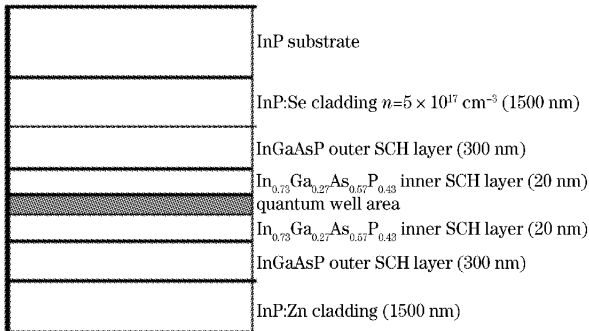 InP substrate
InP:Se cladding n=5 × 10¹⁷ cm⁻³ (1500 nm)
InGaAsP outer SCH layer (300 nm)
In₀.₇₃Ga₀.₂₇As₀.₅₇P₀.₄₃ inner SCH layer (20 nm)
quantum well area
In₀.₇₃Ga₀.₂₇As₀.₅₇P₀.₄₃ inner SCH layer (20 nm)
InGaAsP outer SCH layer (300 nm)
InP:Zn cladding (1500 nm)